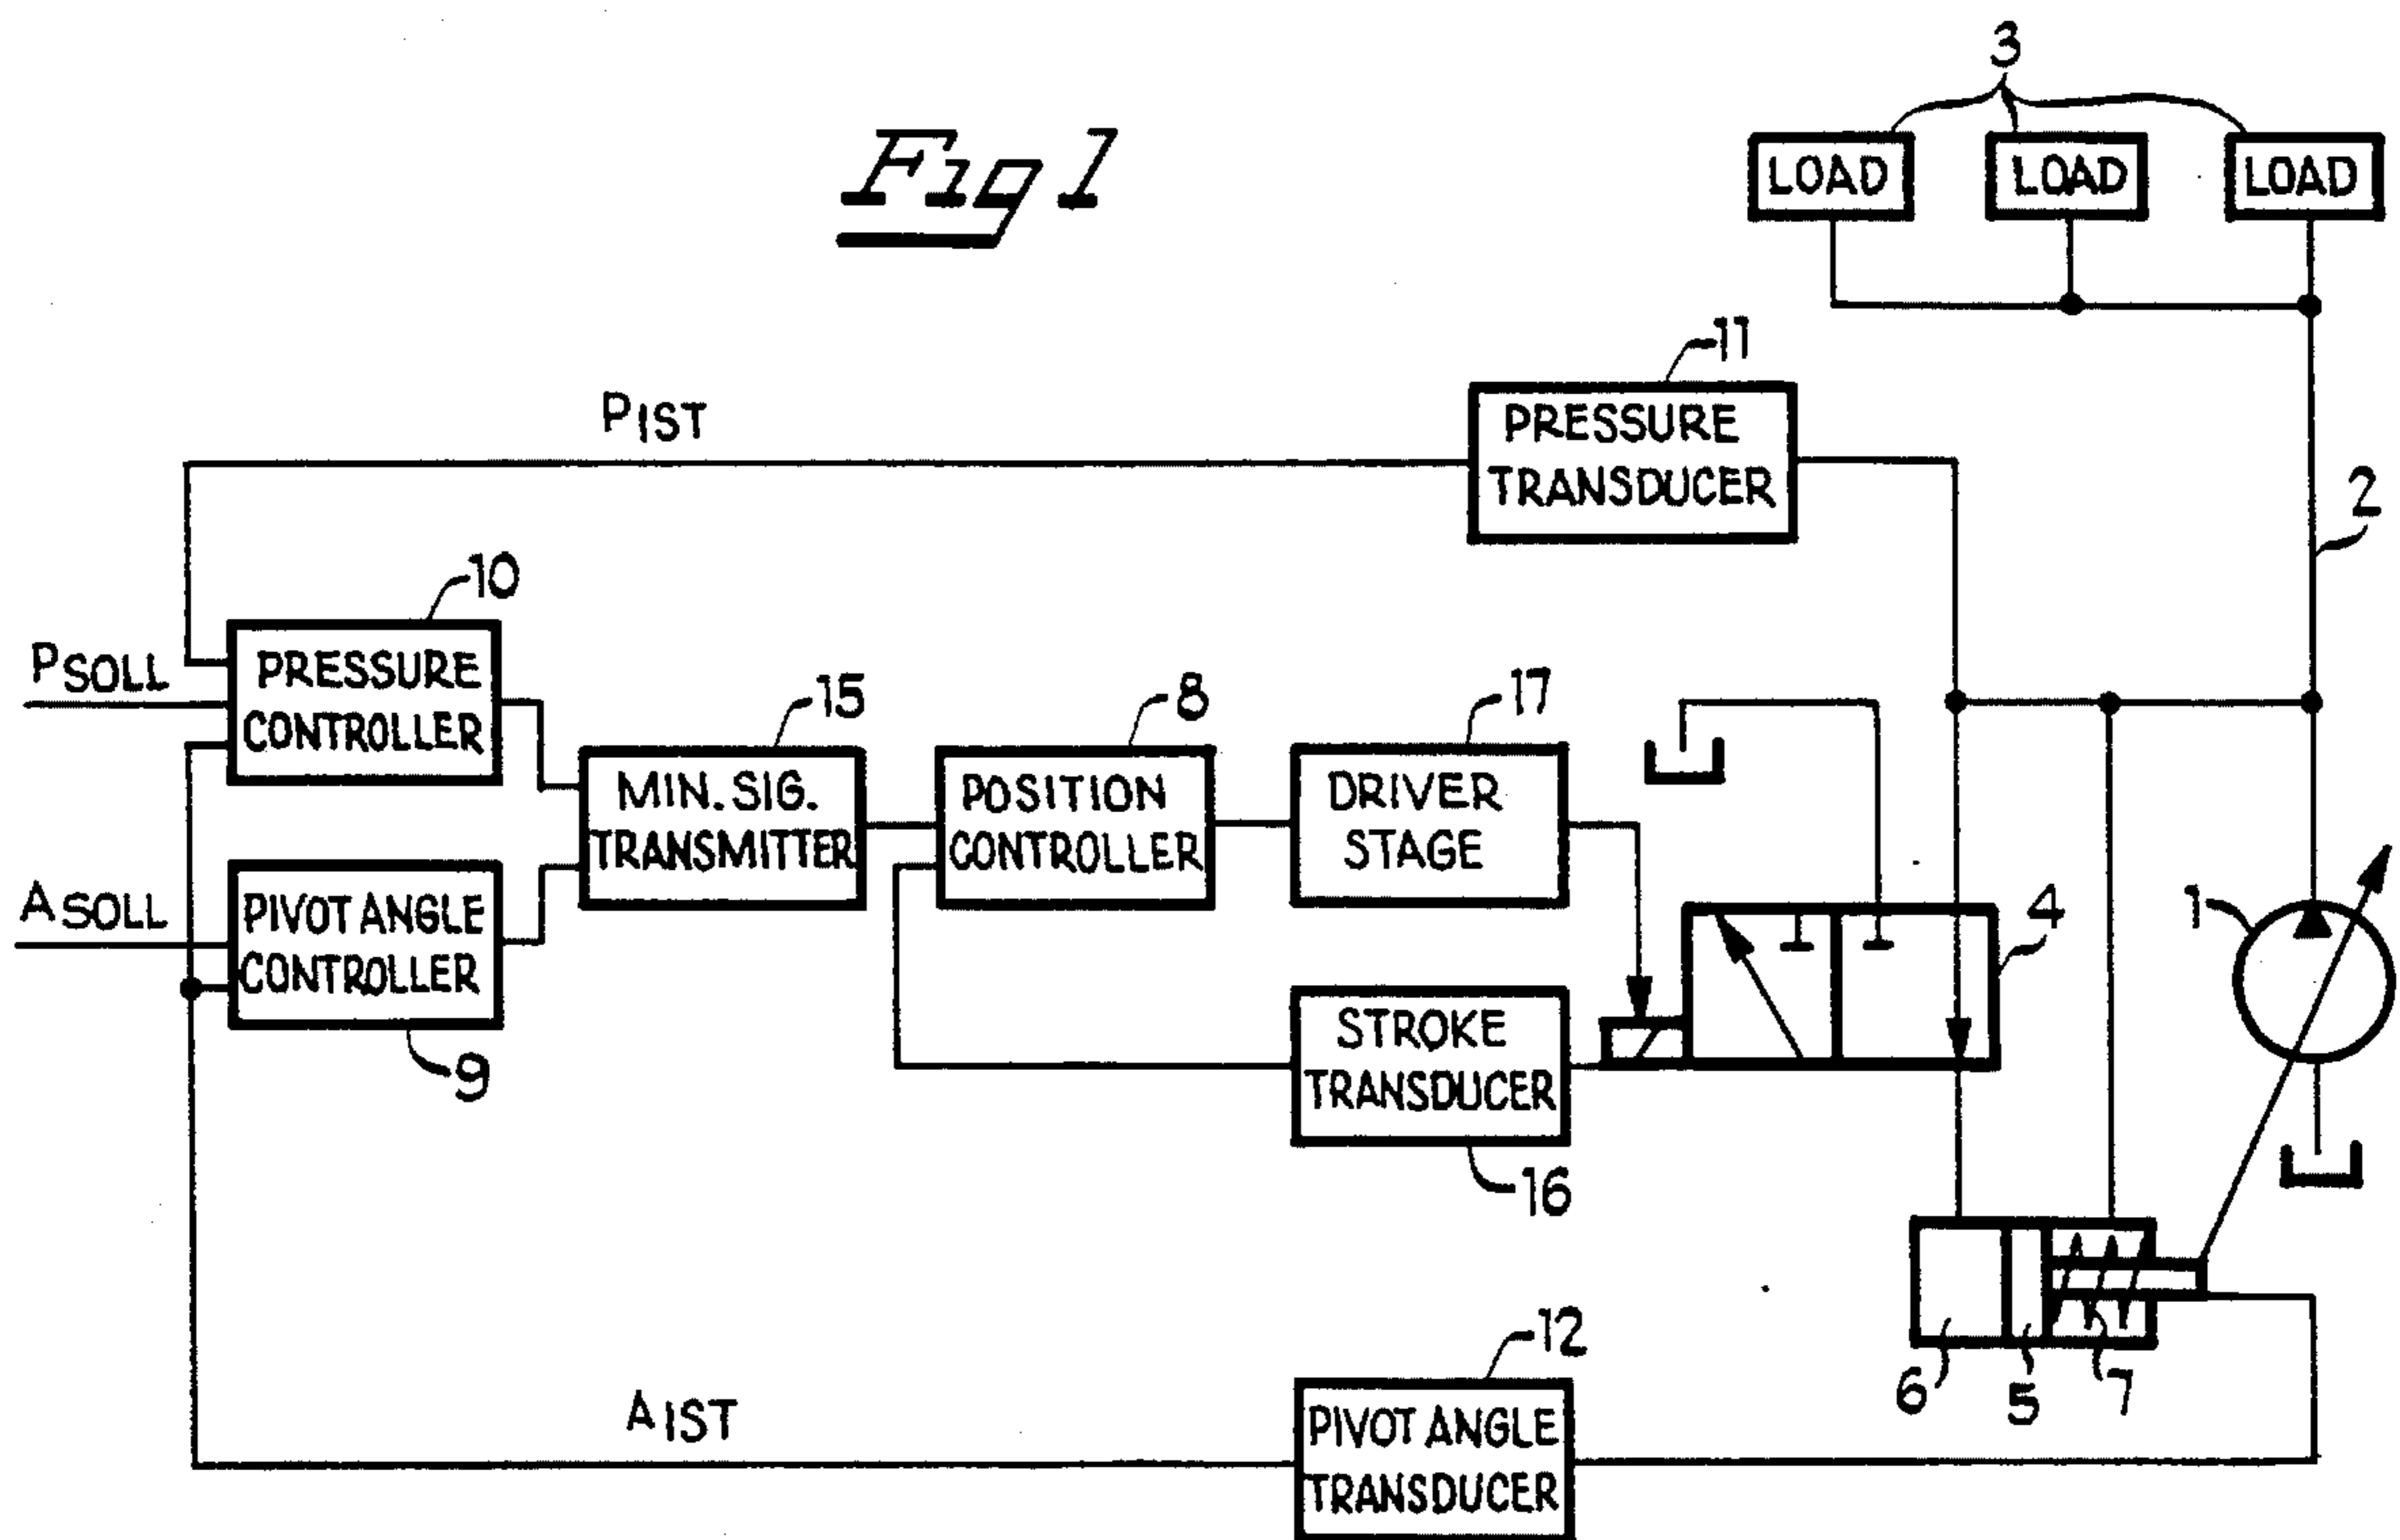 Fig 1
3
LOAD LOAD LOAD
11
PIST
PRESSURE
TRANSDUCER
2
10
PSOLL
PRESSURE
CONTROLLER
15
8
17
MIN. SIG.
TRANSMITTER
POSITION
CONTROLLER
DRIVER
STAGE
4
1
ASOLL
PIVOT ANGLE
CONTROLLER
9
STROKE
TRANSDUCER
16
6 5 7
12
AIST
PIVOT ANGLE
TRANSDUCER